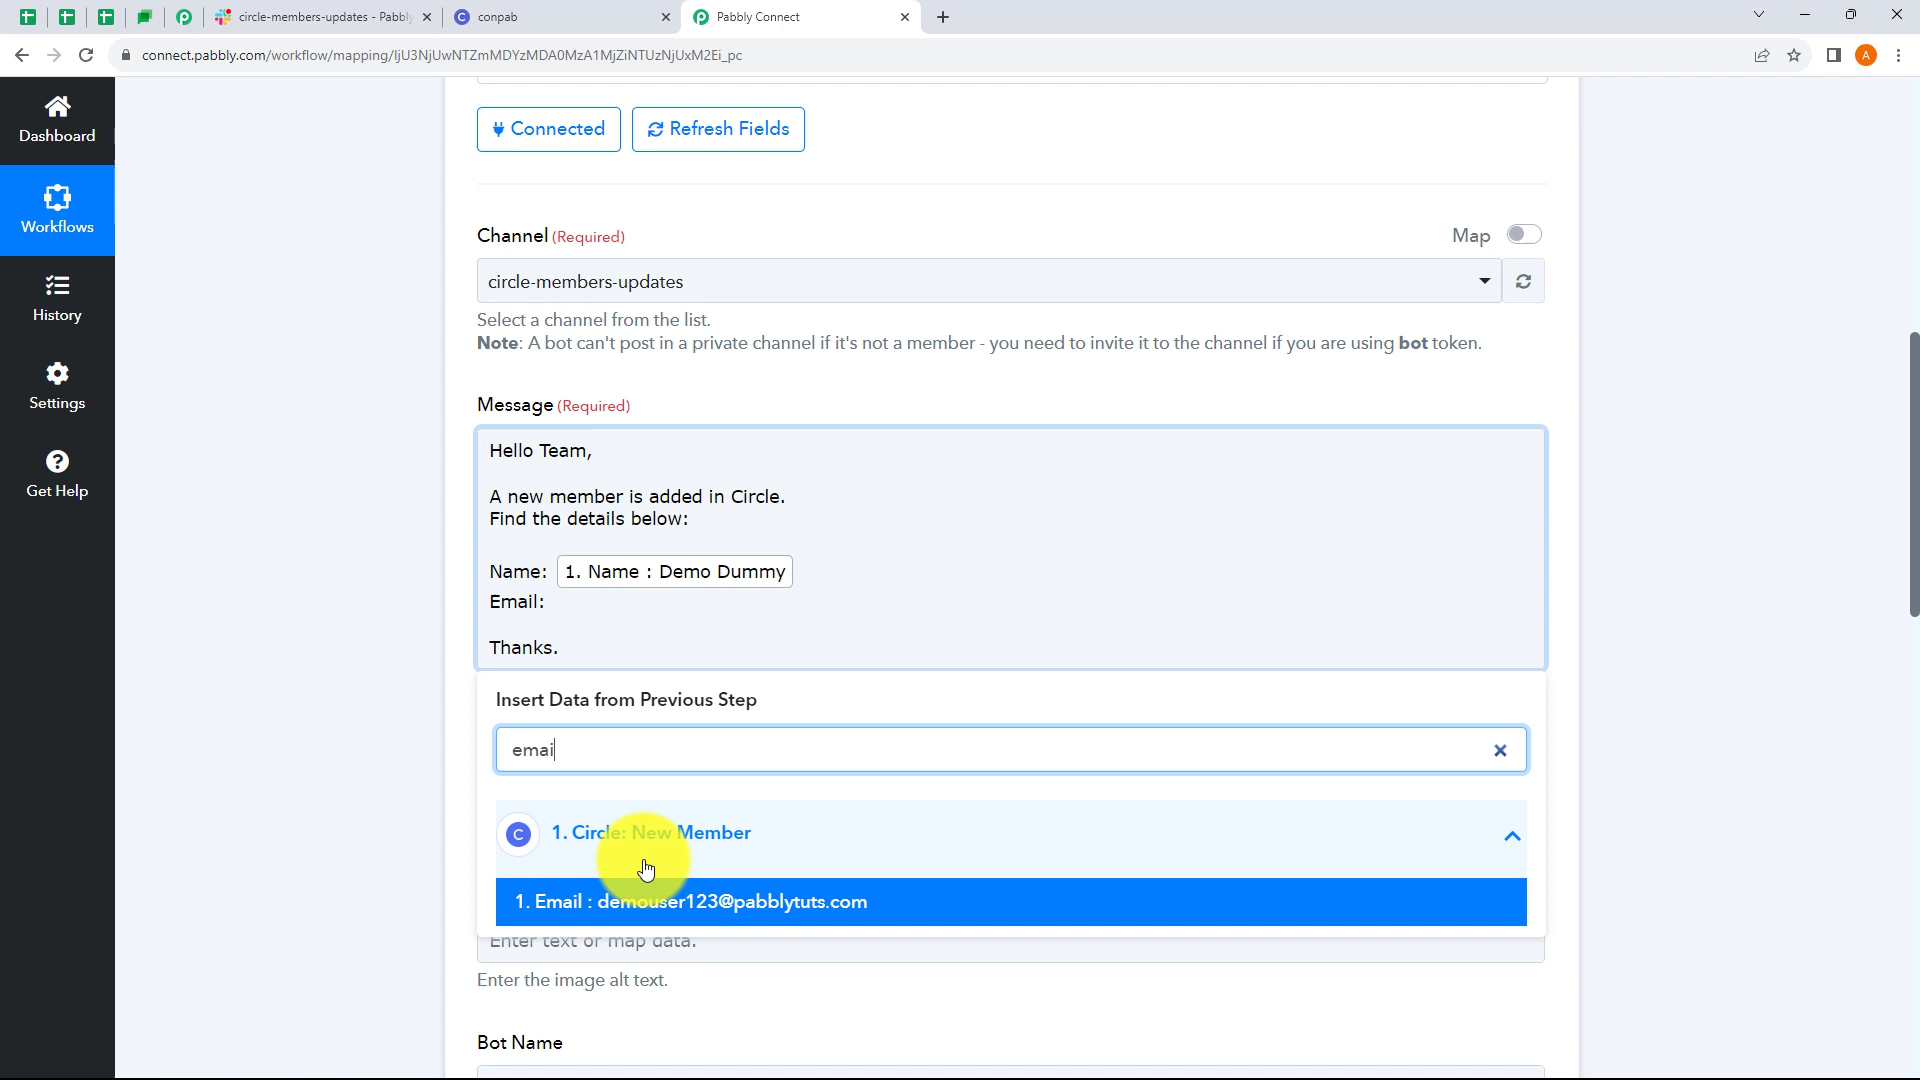 circle-members-updates - Pabbly
conpab
Pabbly Connect
connect.pabbly.com/workflow/mapping/IjU3NjUwNTZmMDYzMDA0MzA1MjZiNTUzNjUxM2Ei_pc
A
Dashboard
Workflows
History
Settings
Get Help
Connected
Refresh Fields
Channel (Required)
Map
circle-members-updates
Select a channel from the list.
Note: A bot can't post in a private channel if it's not a member - you need to invite it to the channel if you are using bot token.
Message (Required)
Hello Team,
A new member is added in Circle.
Find the details below:
Name: 1. Name : Demo Dummy
Email:
Thanks.
Insert Data from Previous Step
emai
C 1. Circle: New Member
1. Email : demouser123@pabblytuts.com
Enter text or map data.
Enter the image alt text.
Bot Name